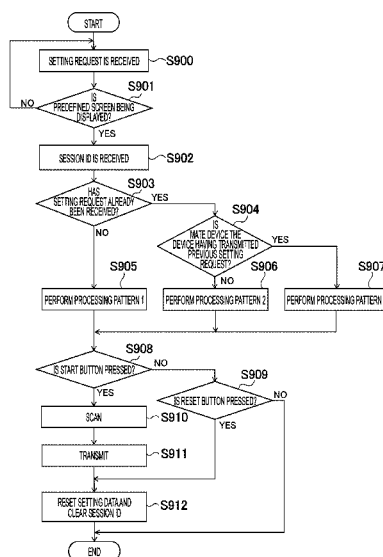 START
SETTING REQUEST IS RECEIVED
S900
S901
IS
PREDEFINED SCREEN BEING
DISPLAYED?
NO
YES
SESSION ID IS RECEIVED
S902
S903
HAS
SETTING REQUEST ALREADY
BEEN RECEIVED?
YES
NO
S904
IS
MATE DEVICE THE
DEVICE HAVING TRANSMITTED
PREVIOUS SETTING
REQUEST?
YES
NO
S905
S906
S907
PERFORM PROCESSING PATTERN 1
PERFORM PROCESSING PATTERN 2
PERFORM PROCESSING PATTERN
S908
IS START BUTTON PRESSED?
NO
YES
S909
IS RESET BUTTON PRESSED?
NO
YES
SCAN
S910
TRANSMIT
S911
RESET SETTING DATA AND
CLEAR SESSION ID
S912
END